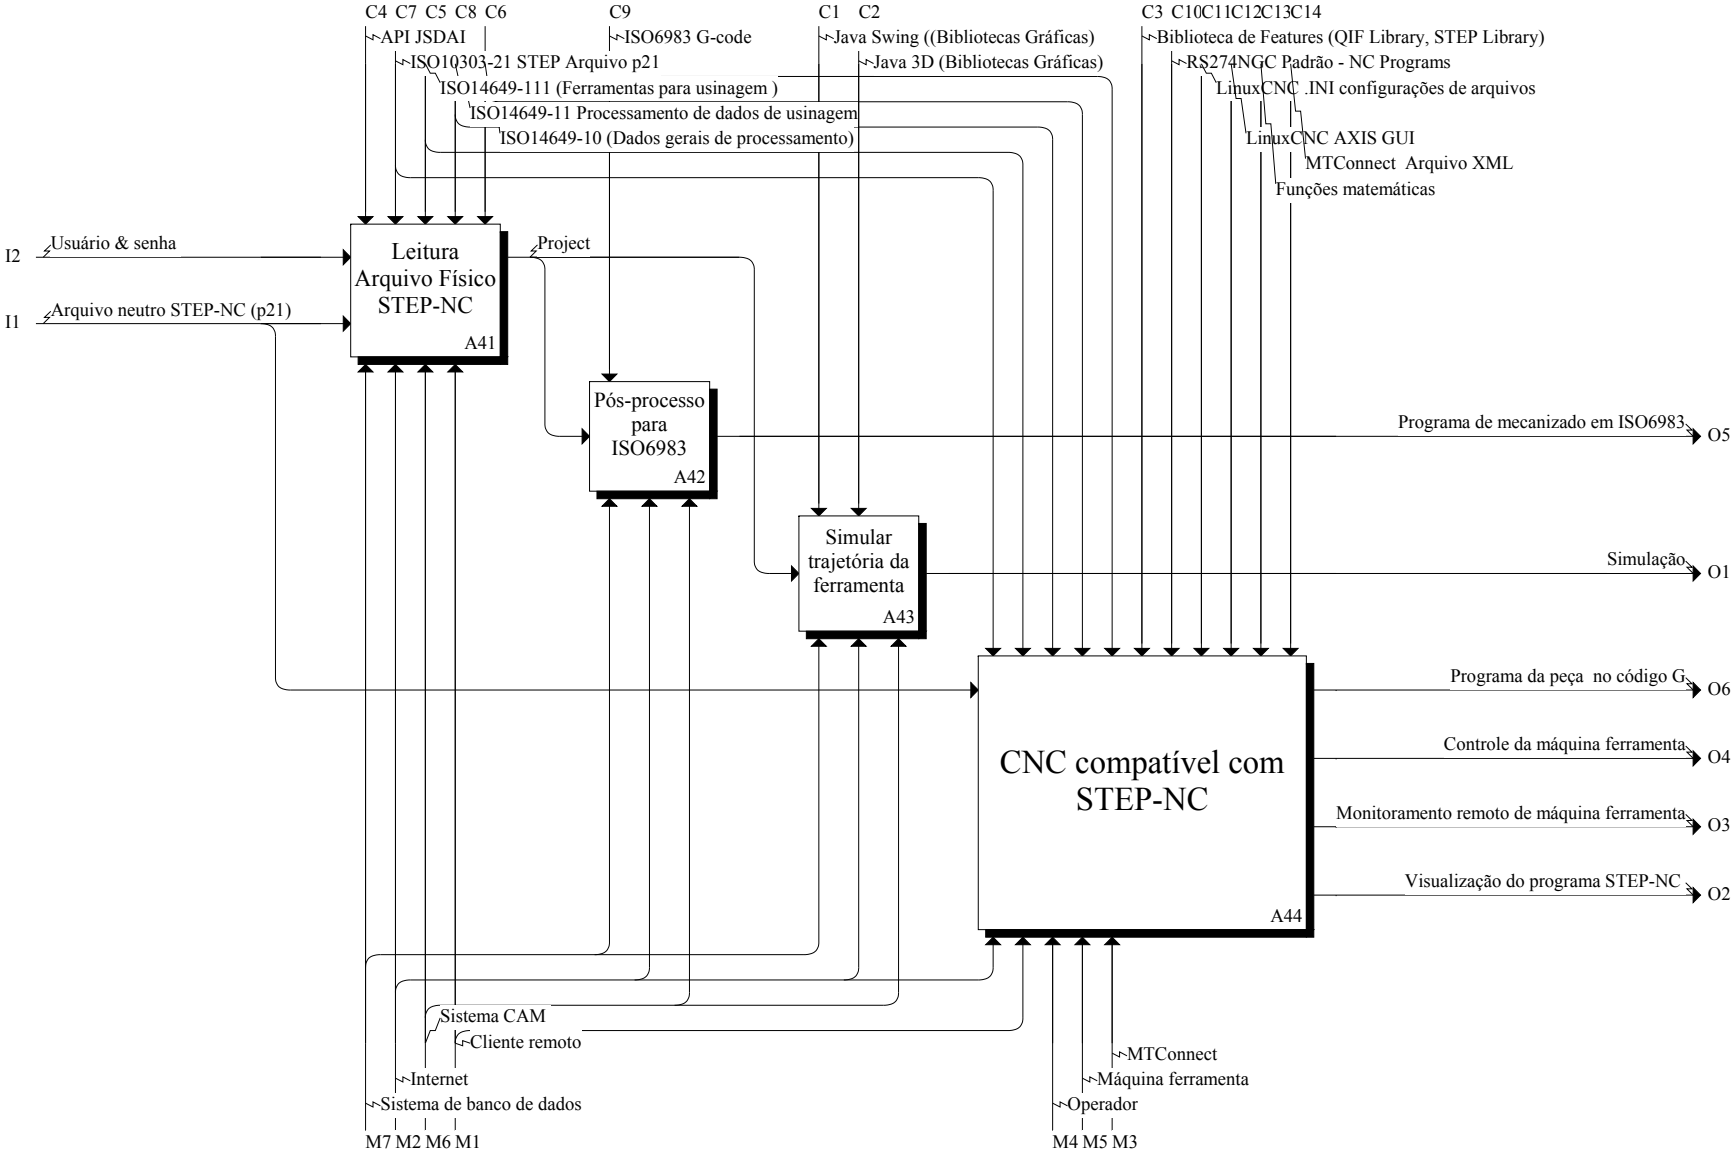 C4 C7 C5 C8 C6 C9 C1 C2 C3 C10 C11 C12 C13 C14
API JSDAI
ISO6983 G-code
Java Swing ((Bibliotecas Gráficas)
Biblioteca de Features (QIF Library, STEP Library)
ISO10303-21 STEP Arquivo p21
Java 3D (Bibliotecas Gráficas)
RS274NGC Padrão - NC Programs
ISO14649-111 (Ferramentas para usinagem )
LinuxCNC .INI configurações de arquivos
ISO14649-11 Processamento de dados de usinagem
ISO14649-10 (Dados gerais de processamento)
LinuxCNC AXIS GUI
MTConnect Arquivo XML
Funções matemáticas
I2
Usuário & senha
I1
Arquivo neutro STEP-NC (p21)
Leitura
Arquivo Físico
STEP-NC
A41
Project
Pós-processo
para
ISO6983
A42
Programa de mecanizado em ISO6983
O5
Simular
trajetória da
ferramenta
A43
Simulação
O1
CNC compatível com
STEP-NC
A44
Programa da peça no código G
O6
Controle da máquina ferramenta
O4
Monitoramento remoto de máquina ferramenta
O3
Visualização do programa STEP-NC
O2
Sistema CAM
Cliente remoto
MTConnect
Internet
Máquina ferramenta
Sistema de banco de dados
Operador
M7 M2 M6 M1 M4 M5 M3